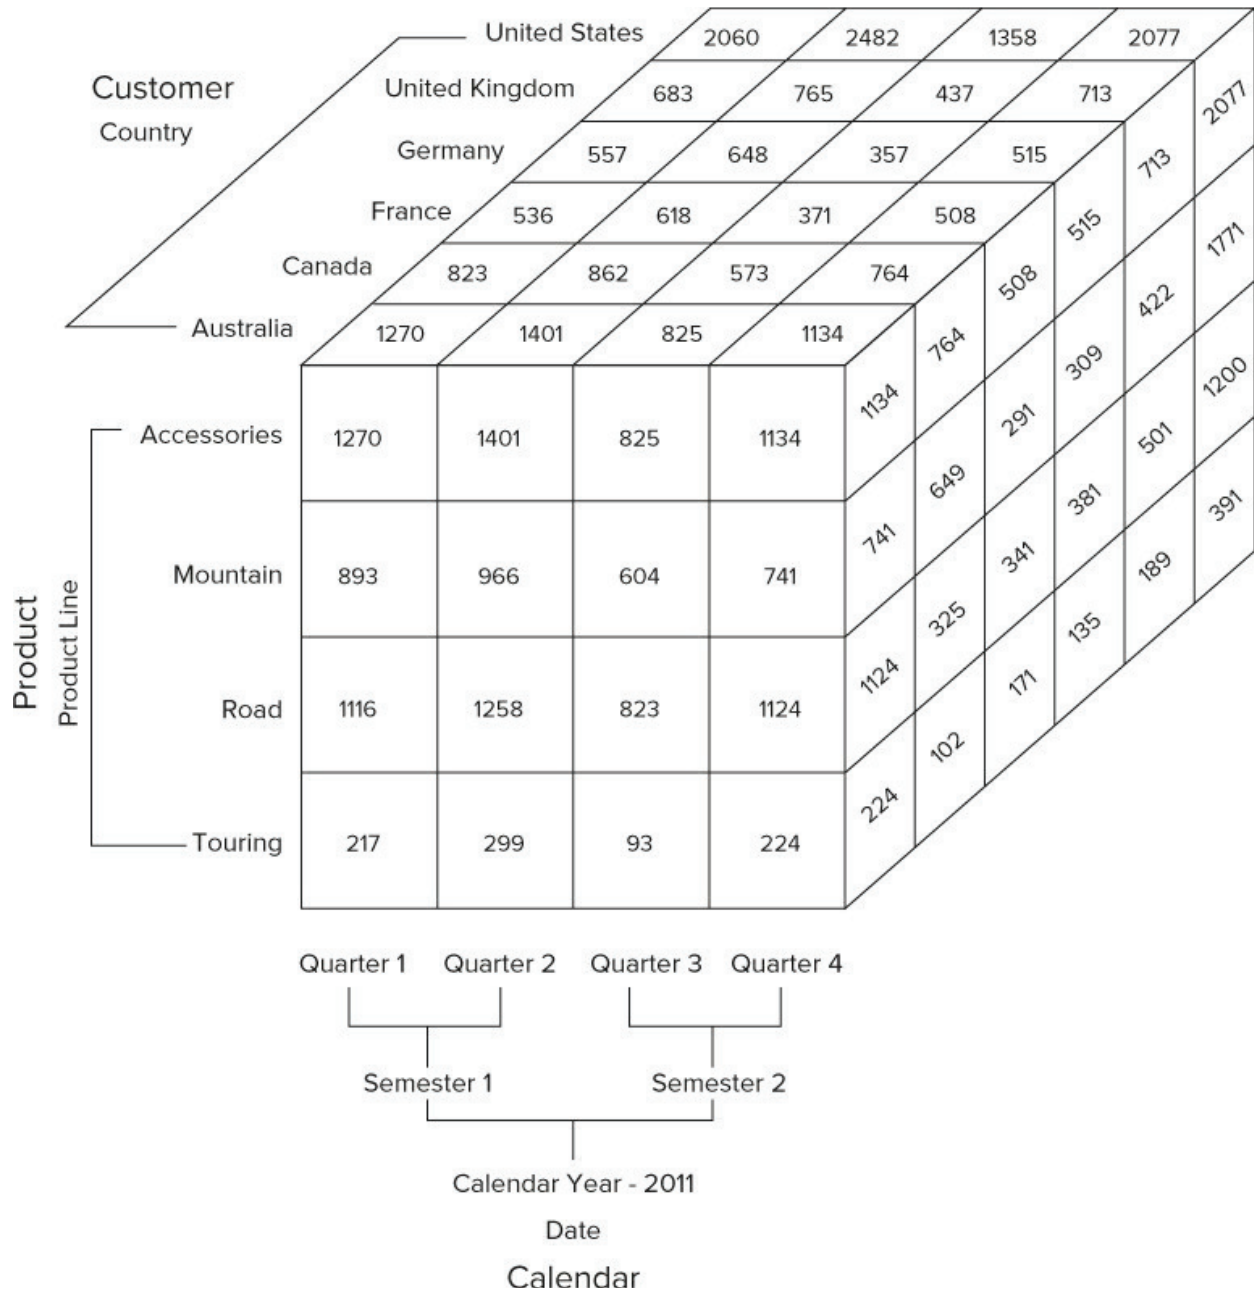 United States 2060 2482 1358 2077
Customer
Country
United Kingdom 683 765 437 713
Germany 557 648 357 515
France 536 618 371 508
Canada 823 862 573 764
Australia 1270 1401 825 1134
2077
713
515
508
764
1134
1771
422
309
291
649
741
1200
501
381
341
325
1124
391
189
135
171
102
224
Product
Product Line
Accessories 1270 1401 825 1134
Mountain 893 966 604 741
Road 1116 1258 823 1124
Touring 217 299 93 224
Quarter 1 Quarter 2 Quarter 3 Quarter 4
Semester 1 Semester 2
Calendar Year - 2011
Date
Calendar